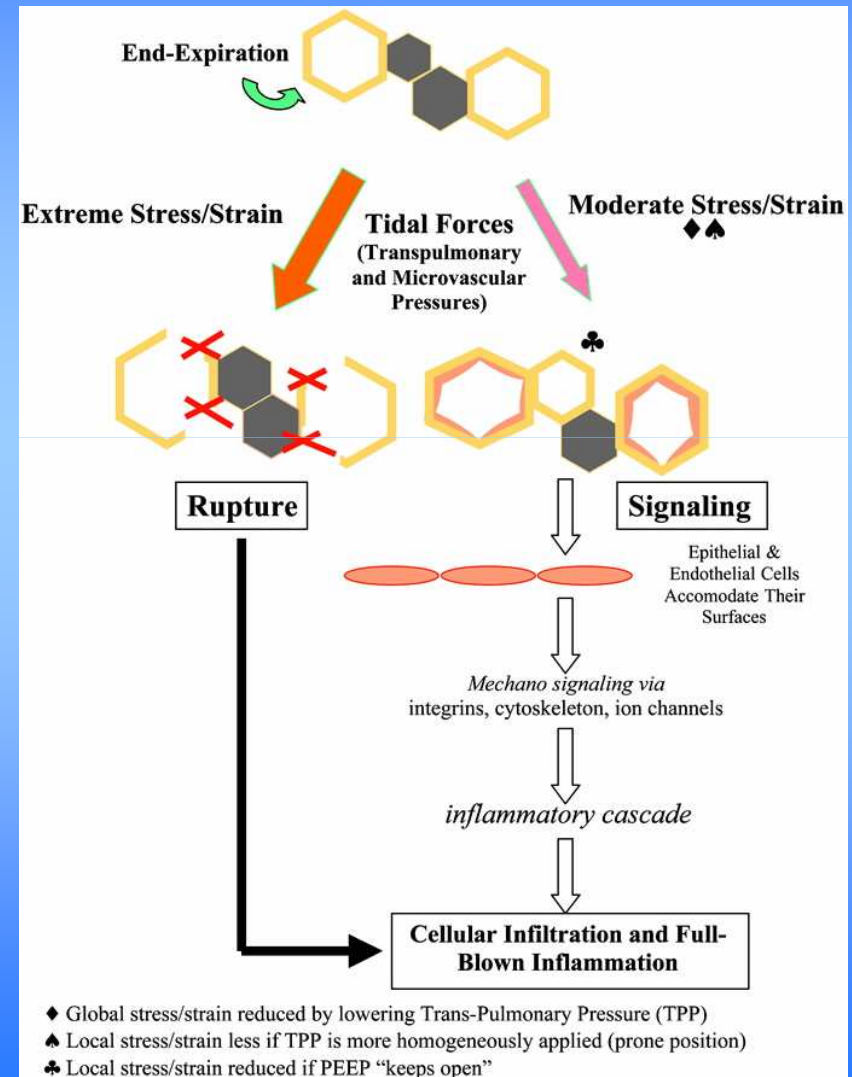 End-Expiration
Extreme Stress/Strain
Tidal Forces
(Transpulmonary
and Microvascular
Pressures)
Moderate Stress/Strain
♦♠
♣
Rupture
Signaling
Epithelial &
Endothelial Cells
Accomodate Their
Surfaces
Mechano signaling via
integrins, cytoskeleton, ion channels
inflammatory cascade
Cellular Infiltration and Full-
Blown Inflammation
♦ Global stress/strain reduced by lowering Trans-Pulmonary Pressure (TPP)
♠ Local stress/strain less if TPP is more homogeneously applied (prone position)
♣ Local stress/strain reduced if PEEP “keeps open”